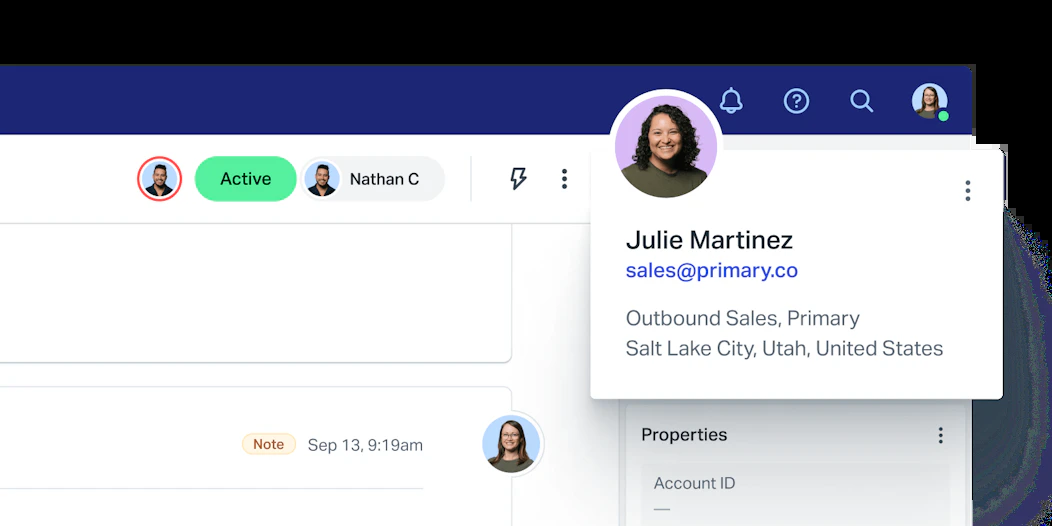 Active
Nathan C
Julie Martinez
sales@primary.co
Outbound Sales, Primary
Salt Lake City, Utah, United States
Note
Sep 13, 9:19am
Properties
Account ID
—